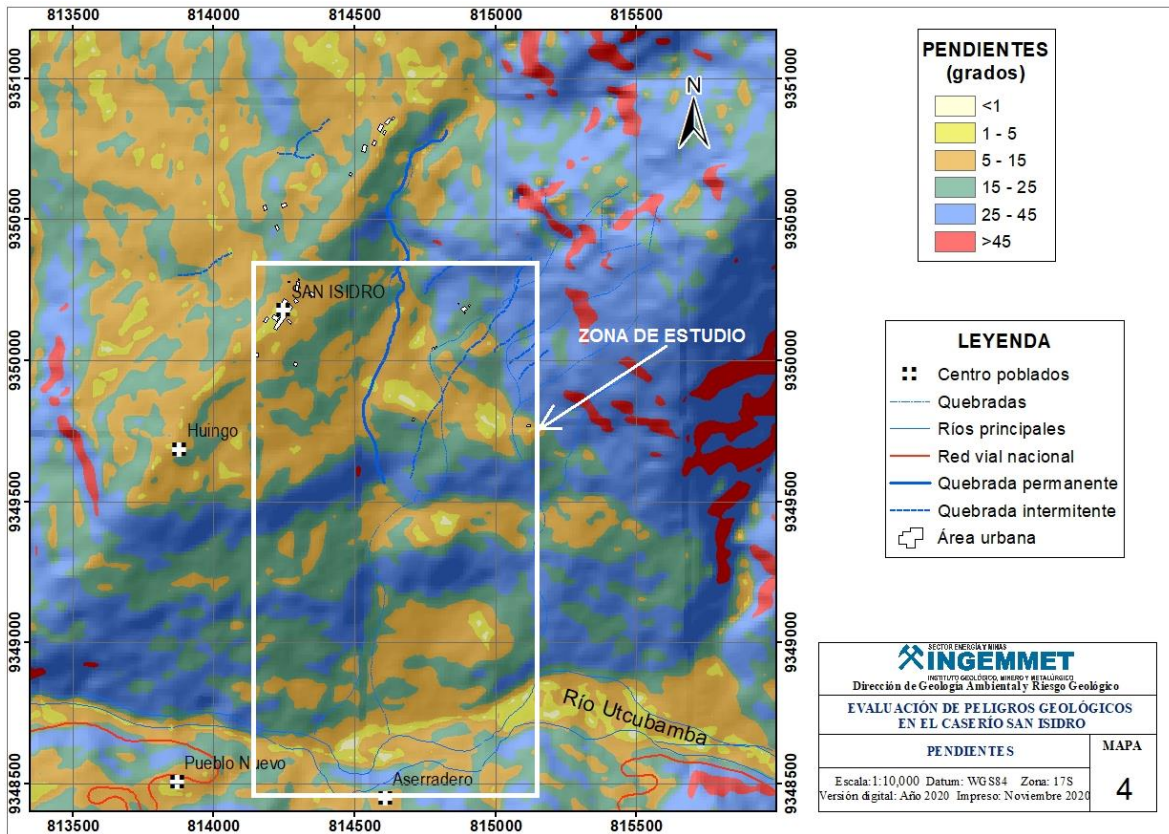 813500 814000 814500 815000 815500
9351000
9350500
9350000
9349500
9349000
9348500
9351000
9350500
9350000
9349500
9349000
9348500
N
SAN ISIDRO
ZONA DE ESTUDIO
Huingo
Río Utcubamba
Pueblo Nuevo
Aserradero
813500 814000 814500 815000 815500
PENDIENTES
(grados)
<1
1 - 5
5 - 15
15 - 25
25 - 45
>45
LEYENDA
Centro poblados
Quebradas
Ríos principales
Red vial nacional
Quebrada permanente
Quebrada intermitente
Área urbana
SECTOR ENERGÍA Y MINAS
INGEMMET
INSTITUTO GEOLÓGICO, MINERO Y METALÚRGICO
Dirección de Geología Ambiental y Riesgo Geológico
EVALUACIÓN DE PELIGROS GEOLÓGICOS
EN EL CASERÍO SAN ISIDRO
PENDIENTES
MAPA
4
Escala:1:10,000 Datum: WGS84 Zona: 17S
Versión digital: Año 2020 Impreso: Noviembre 2020